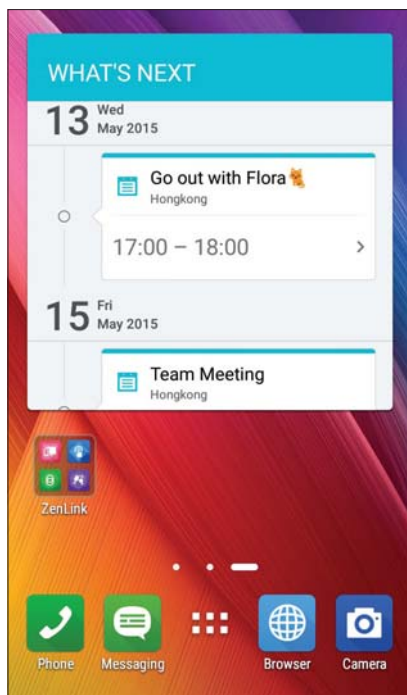 WHAT'S NEXT
13 Wed
May 2015
Go out with Flora🐈
Hongkong
17:00 – 18:00
15 Fri
May 2015
Team Meeting
Hongkong
ZenLink
Phone Messaging Browser Camera